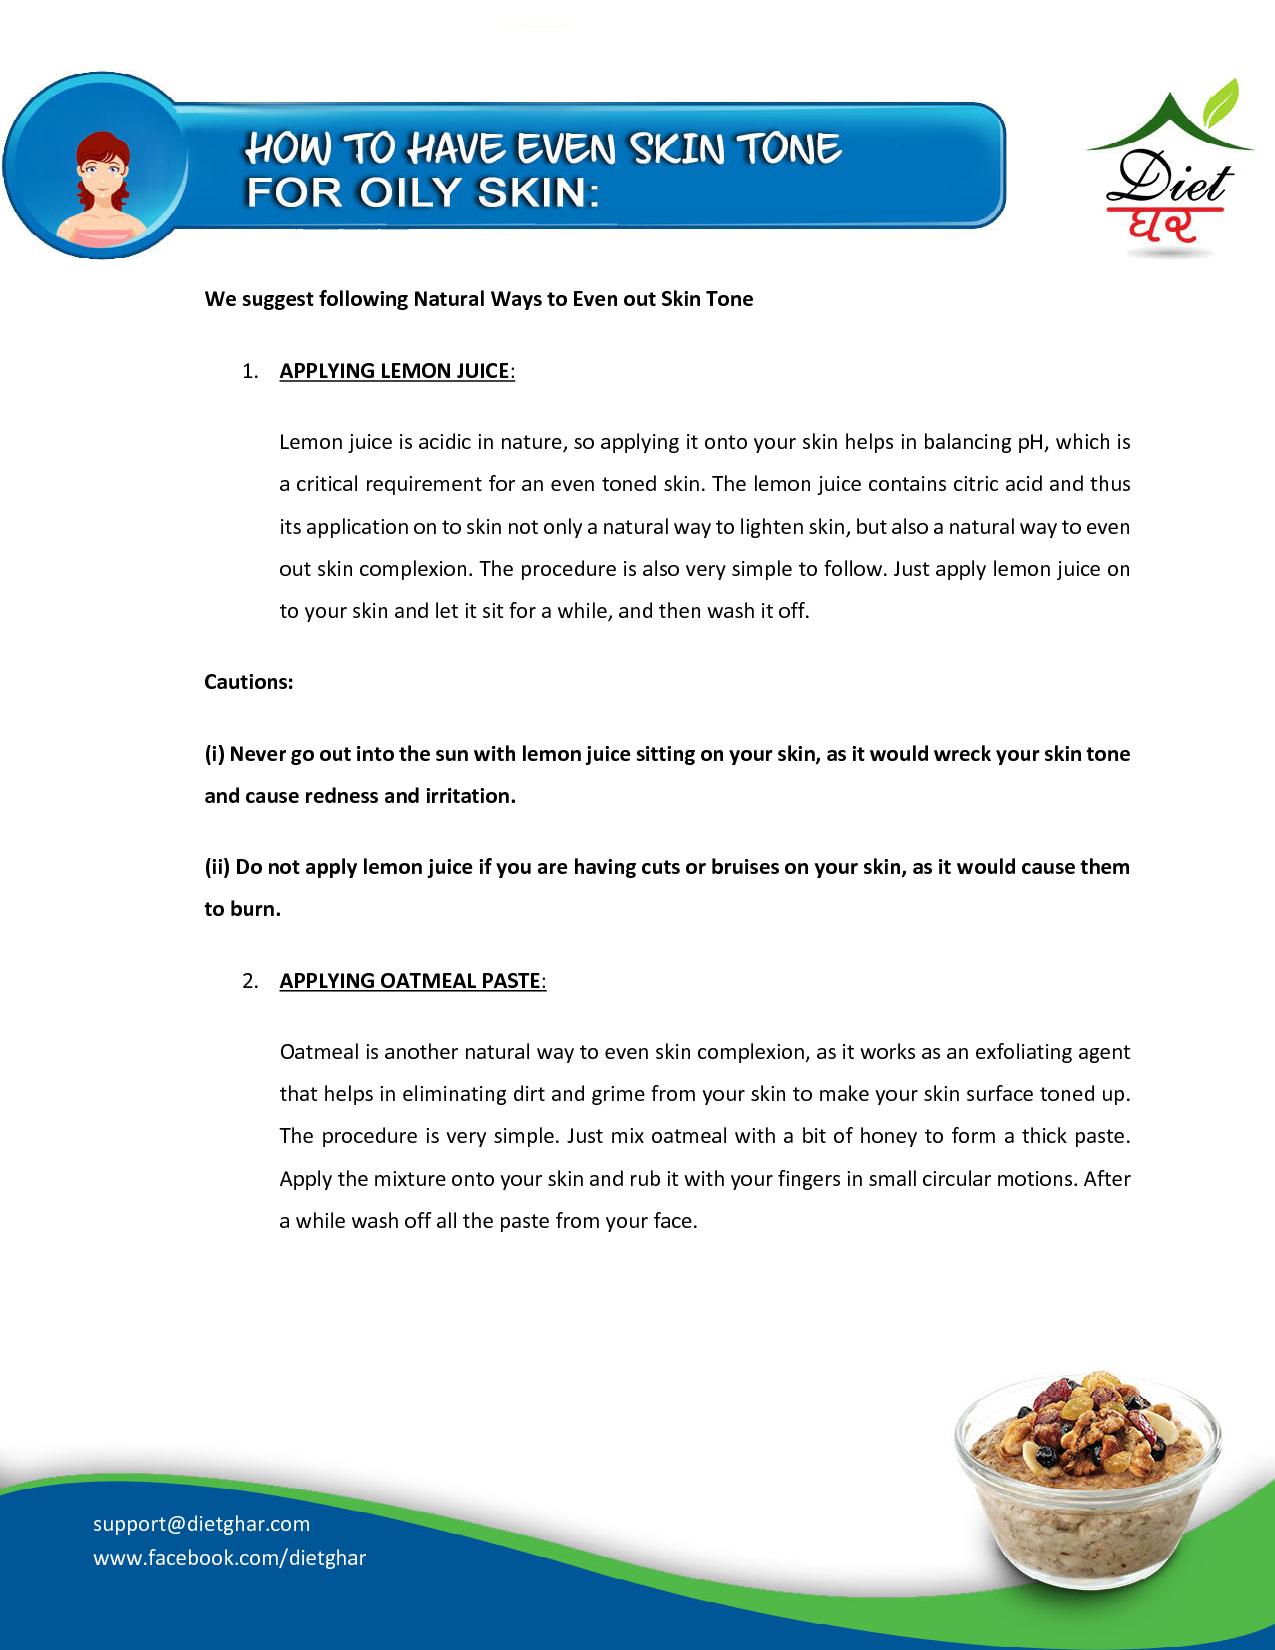 HOW TO HAVE EVEN SKIN TONE
FOR OILY SKIN:
Diet
ઘર
We suggest following Natural Ways to Even out Skin Tone
1. APPLYING LEMON JUICE:
Lemon juice is acidic in nature, so applying it onto your skin helps in balancing pH, which is
a critical requirement for an even toned skin. The lemon juice contains citric acid and thus
its application on to skin not only a natural way to lighten skin, but also a natural way to even
out skin complexion. The procedure is also very simple to follow. Just apply lemon juice on
to your skin and let it sit for a while, and then wash it off.
Cautions:
(i) Never go out into the sun with lemon juice sitting on your skin, as it would wreck your skin tone
and cause redness and irritation.
(ii) Do not apply lemon juice if you are having cuts or bruises on your skin, as it would cause them
to burn.
2. APPLYING OATMEAL PASTE:
Oatmeal is another natural way to even skin complexion, as it works as an exfoliating agent
that helps in eliminating dirt and grime from your skin to make your skin surface toned up.
The procedure is very simple. Just mix oatmeal with a bit of honey to form a thick paste.
Apply the mixture onto your skin and rub it with your fingers in small circular motions. After
a while wash off all the paste from your face.
support@dietghar.com
www.facebook.com/dietghar